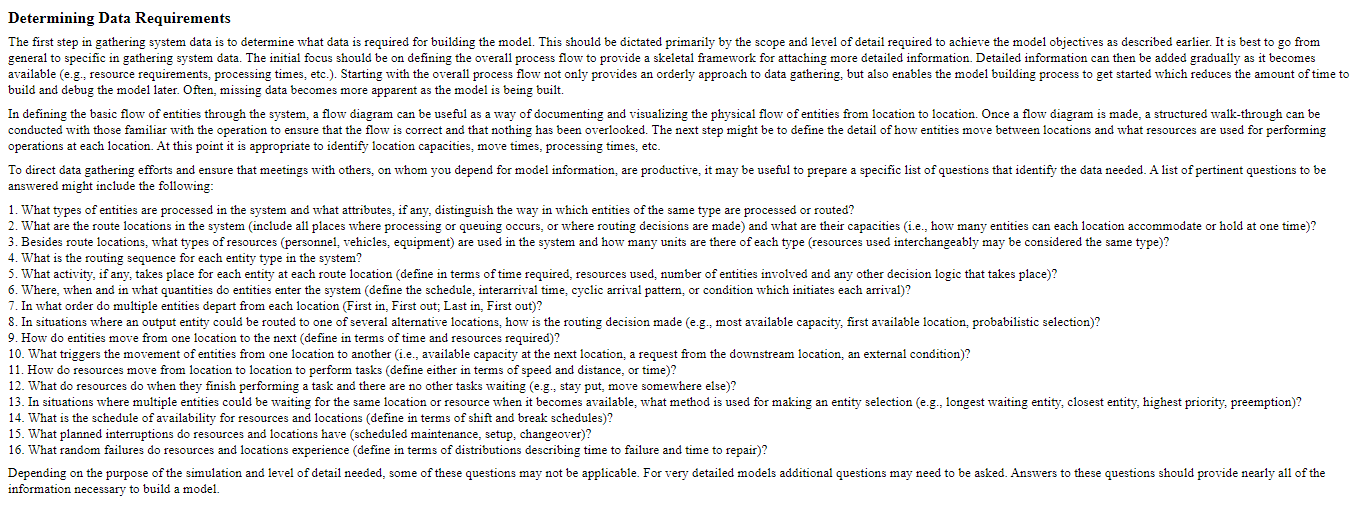 Determining Data Requirements
The first step in gathering system data is to determine what data is required for building the model. This should be dictated primarily by the scope and level of detail required to achieve the model objectives as described earlier. It is best to go from
general to specific in gathering system data. The initial focus should be on defining the overall process flow to provide a skeletal framework for attaching more detailed information. Detailed information can then be added gradually as it becomes
available (e.g., resource requirements, processing times, etc.). Starting with the overall process flow not only provides an orderly approach to data gathering, but also enables the model building process to get started which reduces the amount of time to
build and debug the model later. Often, missing data becomes more apparent as the model is being built.
In defining the basic flow of entities through the system, a flow diagram can be useful as a way of documenting and visualizing the physical flow of entities from location to location. Once a flow diagram is made, a structured walk-through can be
conducted with those familiar with the operation to ensure that the flow is correct and that nothing has been overlooked. The next step might be to define the detail of how entities move between locations and what resources are used for performing
operations at each location. At this point it is appropriate to identify location capacities, move times, processing times, etc.
To direct data gathering efforts and ensure that meetings with others, on whom you depend for model information, are productive, it may be useful to prepare a specific list of questions that identify the data needed. A list of pertinent questions to be
answered might include the following:
1. What types of entities are processed in the system and what attributes, if any, distinguish the way in which entities of the same type are processed or routed?
2. What are the route locations in the system (include all places where processing or queuing occurs, or where routing decisions are made) and what are their capacities (i.e., how many entities can each location accommodate or hold at one time)?
3. Besides route locations, what types of resources (personnel, vehicles, equipment) are used in the system and how many units are there of each type (resources used interchangeably may be considered the same type)?
4. What is the routing sequence for each entity type in the system?
5. What activity, if any, takes place for each entity at each route location (define in terms of time required, resources used, number of entities involved and any other decision logic that takes place)?
6. Where, when and in what quantities do entities enter the system (define the schedule, interarrival time, cyclic arrival pattern, or condition which initiates each arrival)?
7. In what order do multiple entities depart from each location (First in, First out; Last in, First out)?
8. In situations where an output entity could be routed to one of several alternative locations, how is the routing decision made (e.g., most available capacity, first available location, probabilistic selection)?
9. How do entities move from one location to the next (define in terms of time and resources required)?
10. What triggers the movement of entities from one location to another (i.e., available capacity at the next location, a request from the downstream location, an external condition)?
11. How do resources move from location to location to perform tasks (define either in terms of speed and distance, or time)?
12. What do resources do when they finish performing a task and there are no other tasks waiting (e.g., stay put, move somewhere else)?
13. In situations where multiple entities could be waiting for the same location or resource when it becomes available, what method is used for making an entity selection (e.g., longest waiting entity, closest entity, highest priority, preemption)?
14. What is the schedule of availability for resources and locations (define in terms of shift and break schedules)?
15. What planned interruptions do resources and locations have (scheduled maintenance, setup, changeover)?
16. What random failures do resources and locations experience (define in terms of distributions describing time to failure and time to repair)?
Depending on the purpose of the simulation and level of detail needed, some of these questions may not be applicable. For very detailed models additional questions may need to be asked. Answers to these questions should provide nearly all of the
information necessary to build a model.